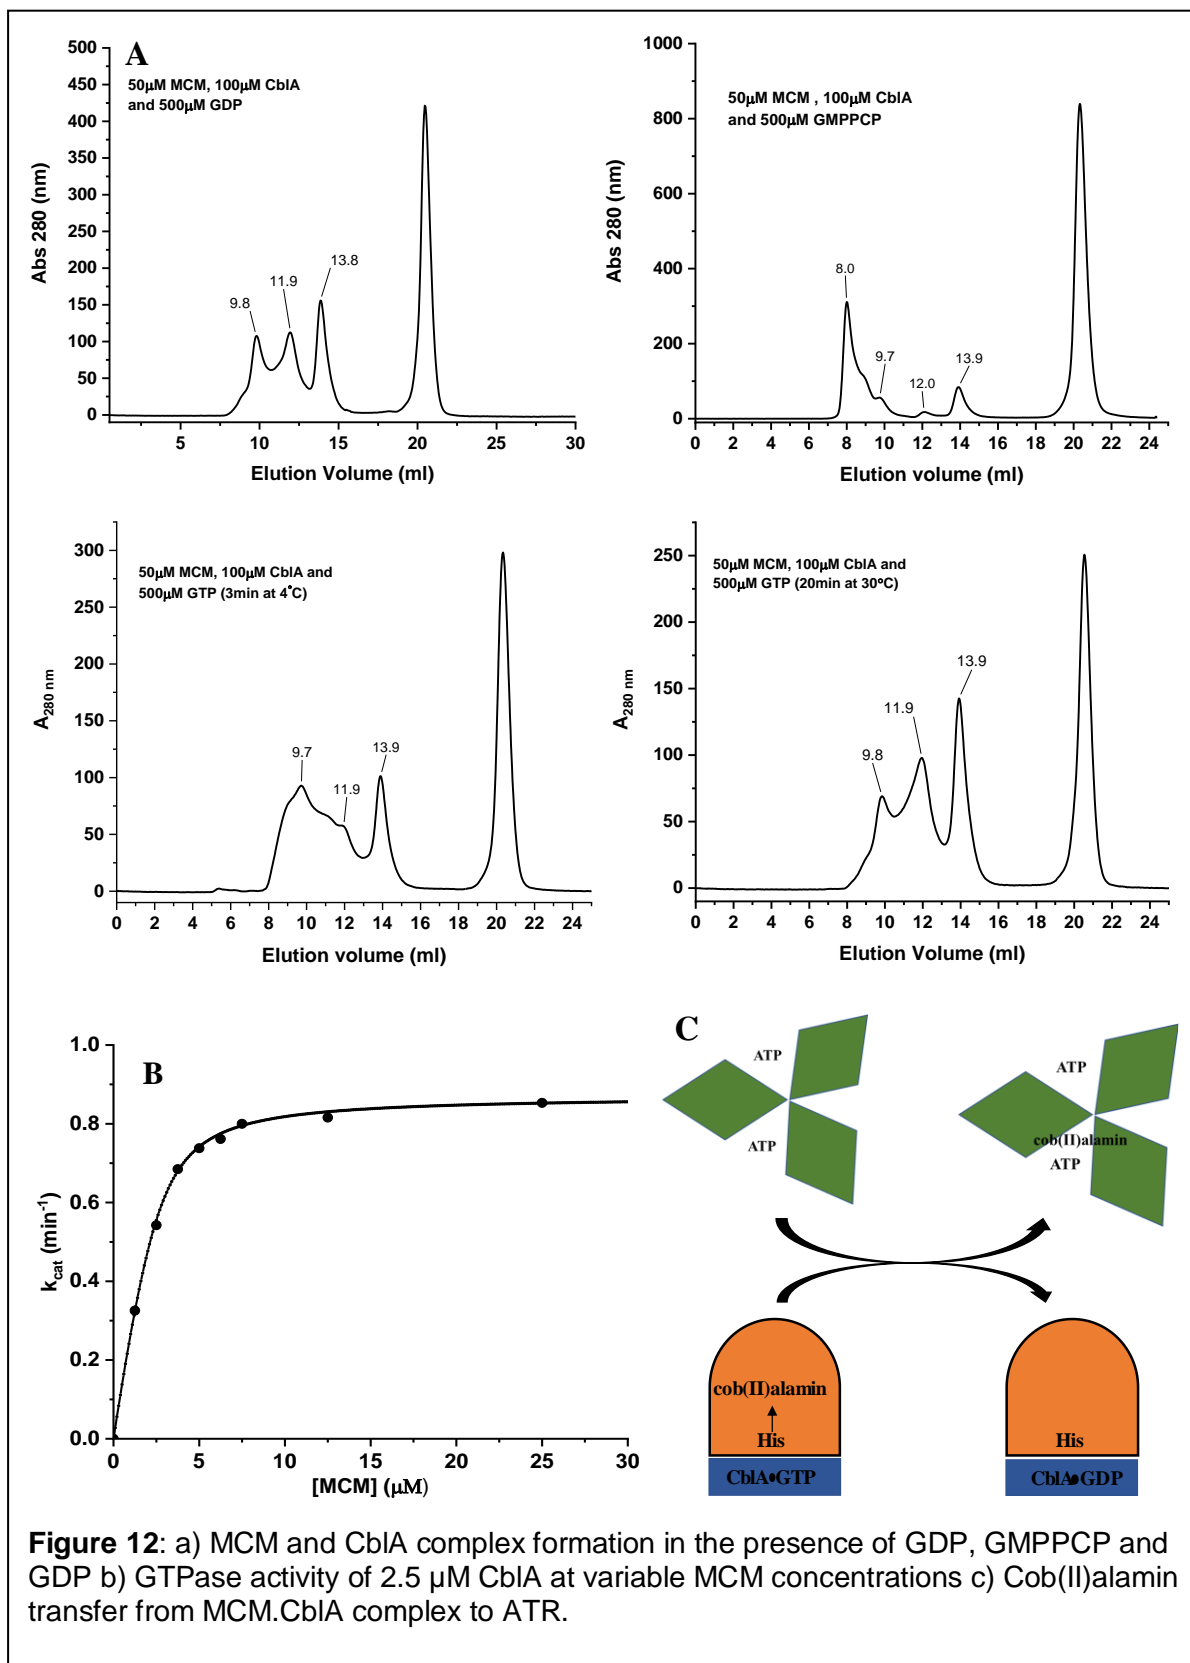 A
50μM MCM, 100μM CblA
and 500μM GDP
500
450
400
350
300
250
200
150
100
50
0
Abs 280 (nm)
9.8
11.9
13.8
5
10
15
20
25
30
Elution Volume (ml)
50μM MCM , 100μM CblA
and 500μM GMPPCP
1000
800
600
400
200
0
Abs 280 (nm)
8.0
9.7
12.0
13.9
0 2 4 6 8 10 12 14 16 18 20 22 24
Elution volume (ml)
50μM MCM, 100μM CblA and
500μM GTP (3min at 4°C)
300
250
200
150
100
50
0
A280 nm
9.7
11.9
13.9
0 2 4 6 8 10 12 14 16 18 20 22 24
Elution volume (ml)
50μM MCM, 100μM CblA and
500μM GTP (20min at 30°C)
250
200
150
100
50
0
A280 nm
9.8
11.9
13.9
0 2 4 6 8 10 12 14 16 18 20 22 24
Elution Volume (ml)
B
1.0
0.8
0.6
0.4
0.2
0.0
kcat (min-1)
0 5 10 15 20 25 30
[MCM] (μM)
C
ATP
ATP
ATP
cob(II)alamin
ATP
cob(II)alamin
His
CblA•GTP
His
CblA•GDP
Figure 12: a) MCM and CblA complex formation in the presence of GDP, GMPPCP and
GDP b) GTPase activity of 2.5 µM CblA at variable MCM concentrations c) Cob(II)alamin
transfer from MCM.CblA complex to ATR.